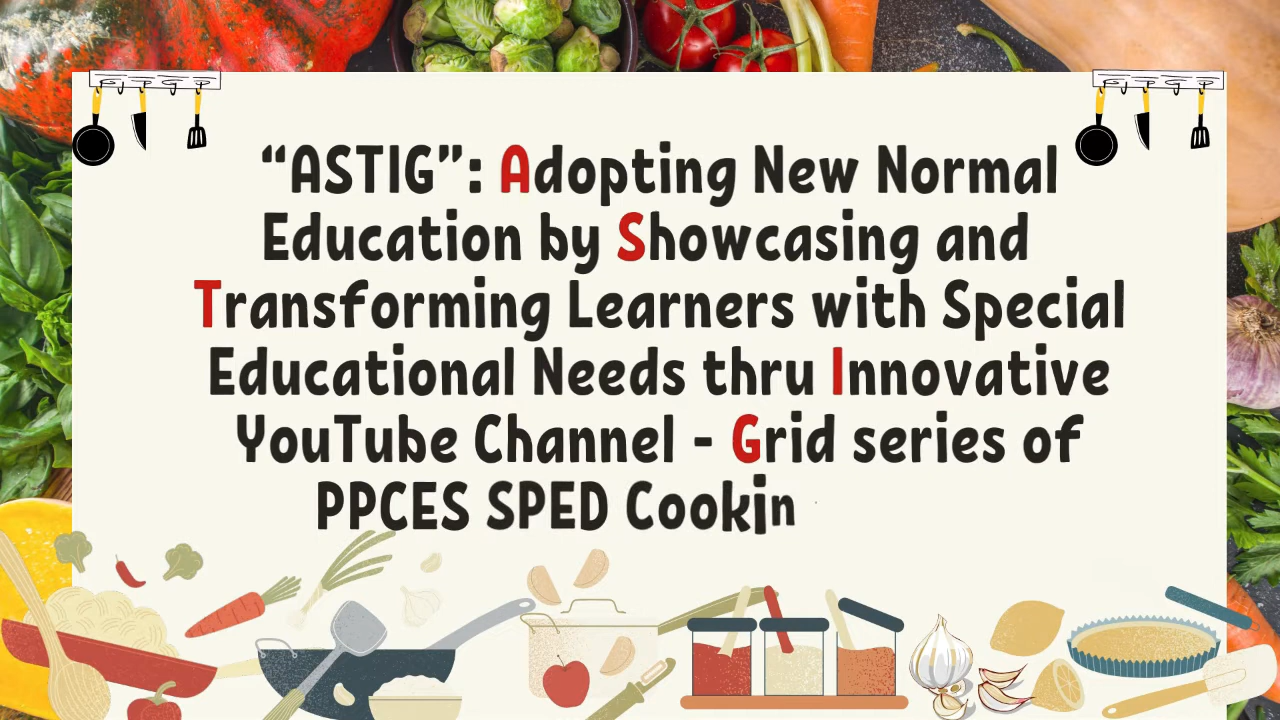 “ASTIG”: Adopting New Normal
Education by Showcasing and
Transforming Learners with Special
Educational Needs thru Innovative
YouTube Channel - Grid series of
PPCES SPED Cookin